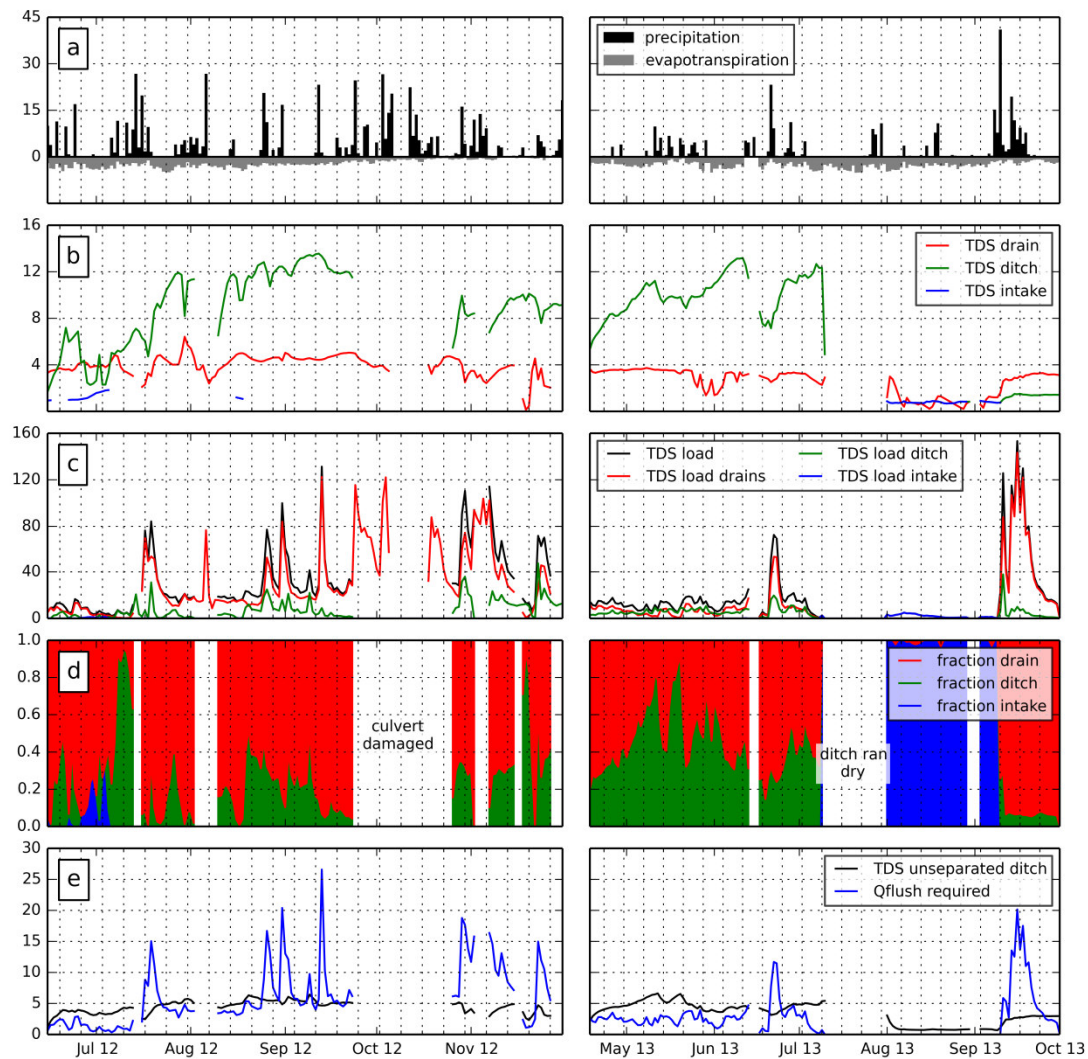 45
30
15
0
a
precipitation
evapotranspiration
16
12
8
4
b
TDS drain
TDS ditch
TDS intake
160
120
80
40
0
c
TDS load
TDS load drains
TDS load ditch
TDS load intake
1.0
0.8
0.6
0.4
0.2
0.0
d
culvert
damaged
ditch ran
dry
fraction drain
fraction ditch
fraction intake
30
25
20
15
10
5
0
e
TDS unseparated ditch
Qflush required
Jul 12 Aug 12 Sep 12 Oct 12 Nov 12 May 13 Jun 13 Jul 13 Aug 13 Sep 13 Oct 13